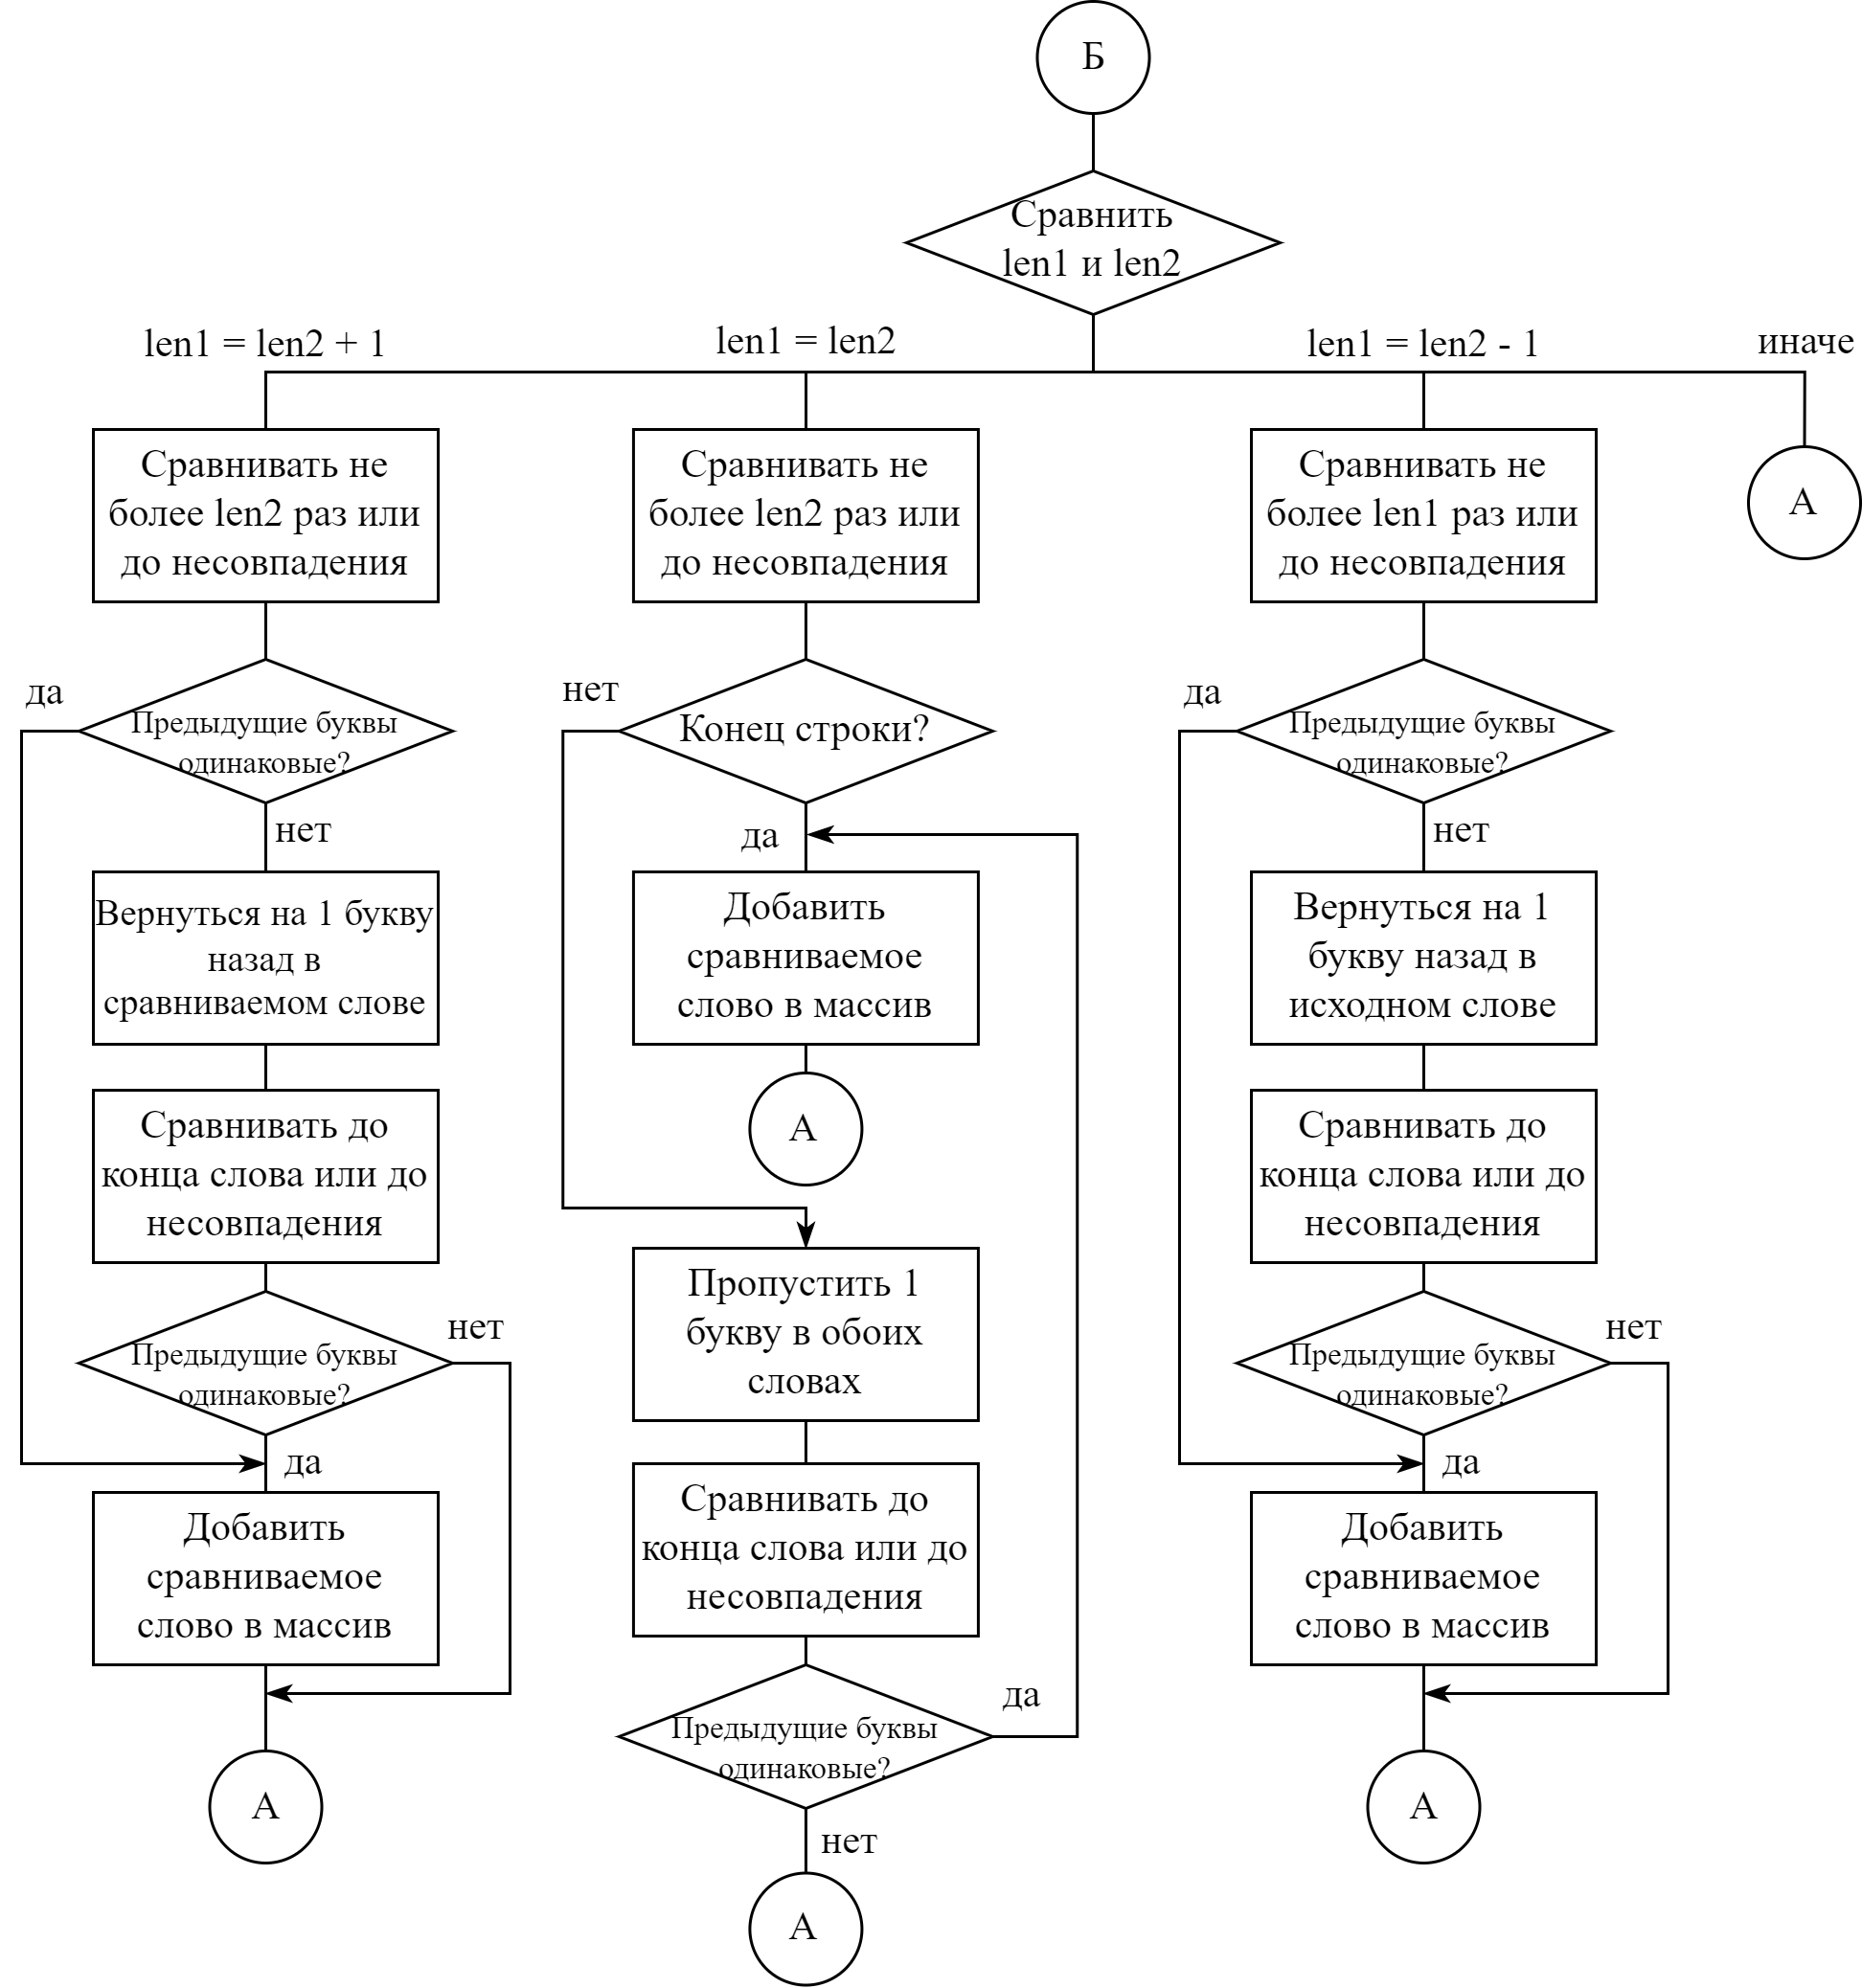 Б
Сравнить
len1 и len2
len1 = len2 + 1
len1 = len2
len1 = len2 - 1
иначе
Сравнивать не
более len2 раз или
до несовпадения
Сравнивать не
более len2 раз или
до несовпадения
Сравнивать не
более len1 раз или
до несовпадения
А
да
Предыдущие буквы
одинаковые?
нет
нет
Конец строки?
да
да
Предыдущие буквы
одинаковые?
нет
Вернуться на 1 букву
назад в
сравниваемом слове
Добавить
сравниваемое
слово в массив
Вернуться на 1
букву назад в
исходном слове
Сравнивать до
конца слова или до
несовпадения
А
Сравнивать до
конца слова или до
несовпадения
Предыдущие буквы
одинаковые?
нет
да
Пропустить 1
букву в обоих
словах
Предыдущие буквы
одинаковые?
нет
да
Добавить
сравниваемое
слово в массив
Сравнивать до
конца слова или до
несовпадения
Добавить
сравниваемое
слово в массив
Предыдущие буквы
одинаковые?
да
нет
А
А
А